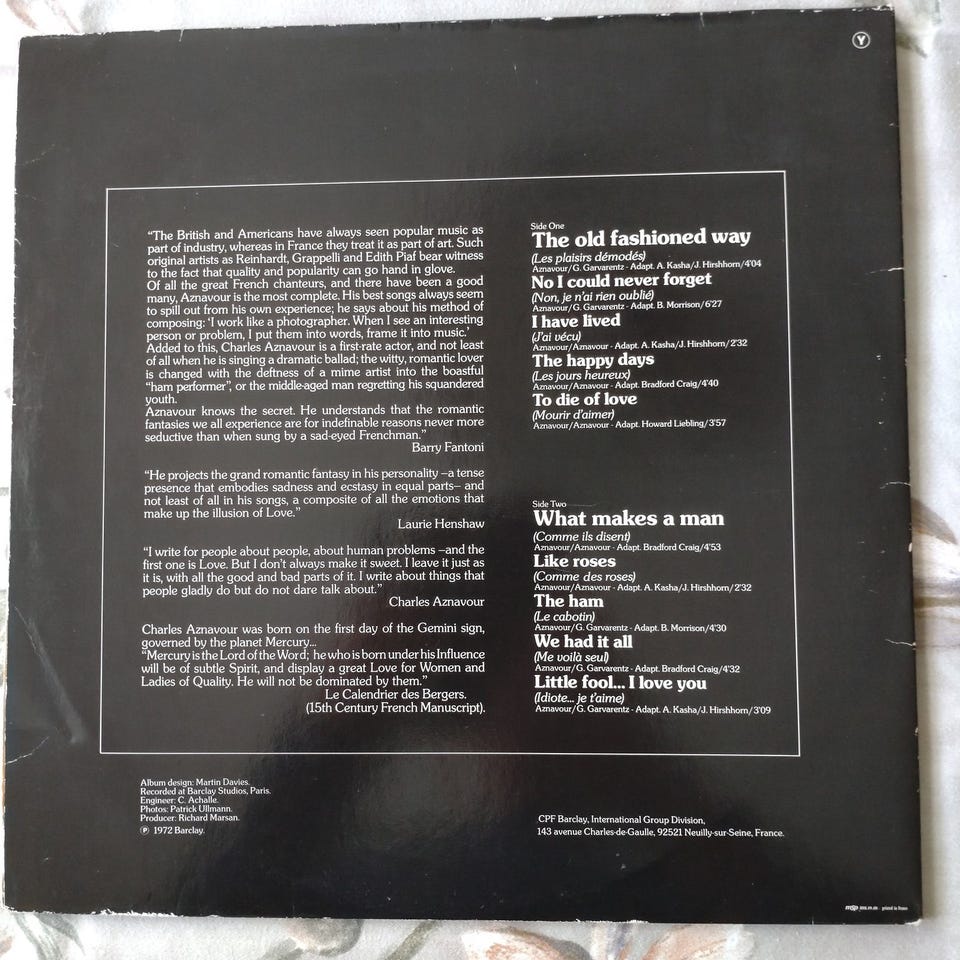 Y
“The British and Americans have always seen popular music as
part of industry, whereas in France they treat it as part of art. Such
original artists as Reinhardt, Grappelli and Edith Piaf bear witness
to the fact that quality and popularity can go hand in glove.
Of all the great French chanteurs, and there have been a good
many, Aznavour is the most complete. His best songs always seem
to spill out from his own experience; he says about his method of
composing: ‘I work like a photographer. When I see an interesting
person or problem, I put them into words, frame it into music.’
Added to this, Charles Aznavour is a first-rate actor, and not least
of all when he is singing a dramatic ballad; the witty, romantic lover
is changed with the deftness of a mime artist into the boastful
“ham performer”, or the middle-aged man regretting his squandered
youth.
Aznavour knows the secret. He understands that the romantic
fantasies we all experience are for indefinable reasons never more
seductive than when sung by a sad-eyed Frenchman.”
Barry Fantoni
“He projects the grand romantic fantasy in his personality –a tense
presence that embodies sadness and ecstasy in equal parts– and
not least of all in his songs, a composite of all the emotions that
make up the illusion of Love.”
Laurie Henshaw
“I write for people about people, about human problems –and the
first one is Love. But I don’t always make it sweet. I leave it just as
it is, with all the good and bad parts of it. I write about things that
people gladly do but do not dare talk about.”
Charles Aznavour
Charles Aznavour was born on the first day of the Gemini sign,
governed by the planet Mercury...
“Mercury is the Lord of the Word; he who is born under his Influence
will be of subtle Spirit, and display a great Love for Women and
Ladies of Quality. He will not be dominated by them.”
Le Calendrier des Bergers.
(15th Century French Manuscript).
Side One
The old fashioned way
(Les plaisirs démodés)
Aznavour/G. Garvarentz - Adapt. A. Kasha/J. Hirshhorn/4'04
No I could never forget
(Non, je n'ai rien oublié)
Aznavour/G. Garvarentz - Adapt. B. Morrison/6'27
I have lived
(J'ai vécu)
Aznavour/Aznavour - Adapt. A. Kasha/J. Hirshhorn/2'32
The happy days
(Les jours heureux)
Aznavour/Aznavour - Adapt. Bradford Craig/4'40
To die of love
(Mourir d'aimer)
Aznavour/Aznavour - Adapt. Howard Liebling/3'57
Side Two
What makes a man
(Comme ils disent)
Aznavour/Aznavour - Adapt. Bradford Craig/4'53
Like roses
(Comme des roses)
Aznavour/Aznavour - Adapt. A. Kasha/J. Hirshhorn/2'32
The ham
(Le cabotin)
Aznavour/G. Garvarentz - Adapt. B. Morrison/4'30
We had it all
(Me voilà seul)
Aznavour/G. Garvarentz - Adapt. Bradford Craig/4'32
Little fool... I love you
(Idiote... je t'aime)
Aznavour/G. Garvarentz - Adapt. A. Kasha/J. Hirshhorn/3'09
Album design: Martin Davies.
Recorded at Barclay Studios, Paris.
Engineer: C. Achalle.
Photos: Patrick Ullmann.
Producer: Richard Marsan.
℗ 1972 Barclay.
CPF Barclay, International Group Division,
143 avenue Charles-de-Gaulle, 92521 Neuilly-sur-Seine, France.
printed in France